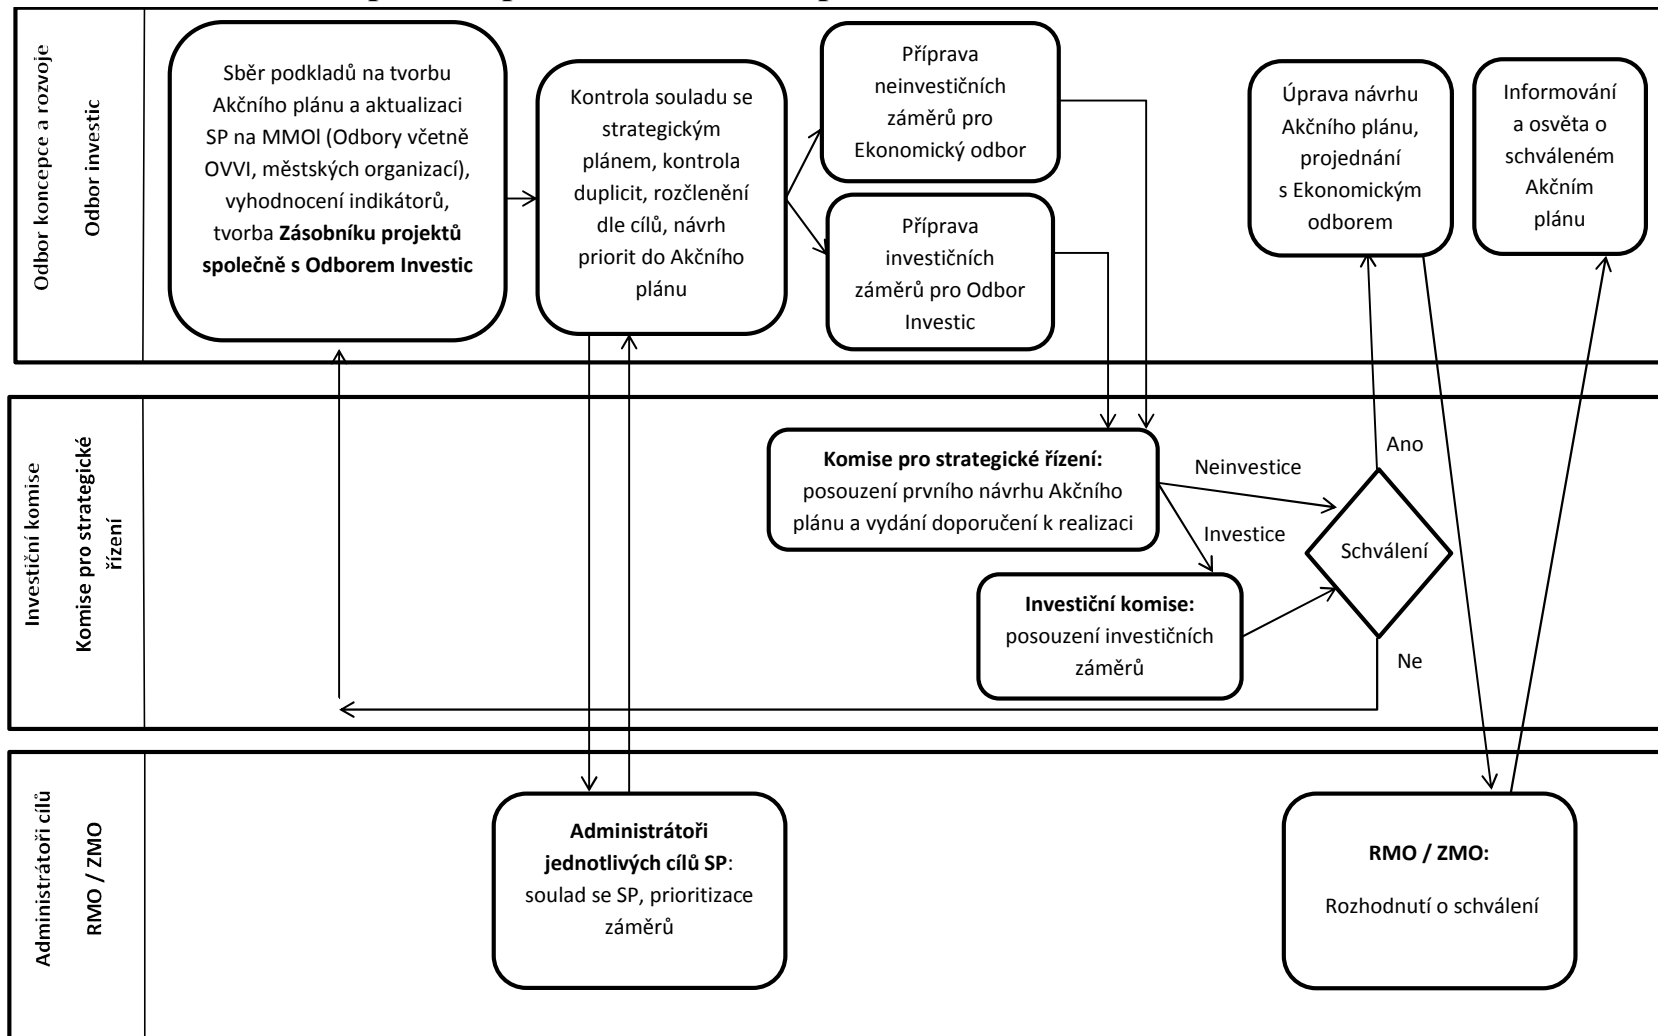 Odbor koncepce a rozvoje
Odbor investic
Sběr podkladů na tvorbu
Akčního plánu a aktualizaci
SP na MMOl (Odbory včetně
OVVI, městských organizací),
vyhodnocení indikátorů,
tvorba Zásobníku projektů
společně s Odborem Investic
Kontrola souladu se
strategickým
plánem, kontrola
duplicit, rozčlenění
dle cílů, návrh
priorit do Akčního
plánu
Příprava
neinvestičních
záměrů pro
Ekonomický odbor
Příprava
investičních
záměrů pro Odbor
Investic
Úprava návrhu
Akčního plánu,
projednání
s Ekonomickým
odborem
Informování
a osvěta o
schváleném
Akčním
plánu
Investiční komise
Komise pro strategické
řízení
Komise pro strategické řízení:
posouzení prvního návrhu Akčního
plánu a vydání doporučení k realizaci
Neinvestice
Investice
Investiční komise:
posouzení investičních
záměrů
Ano
Schválení
Ne
Administrátoři cílů
RMO / ZMO
Administrátoři
jednotlivých cílů SP:
soulad se SP, prioritizace
záměrů
RMO / ZMO:
Rozhodnutí o schválení